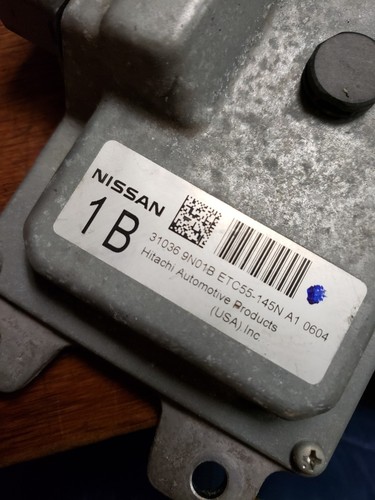 NISSAN
1B
31036 9N01B ETC55-145N A1 0604
Hitachi Automotive Products
(USA) Inc